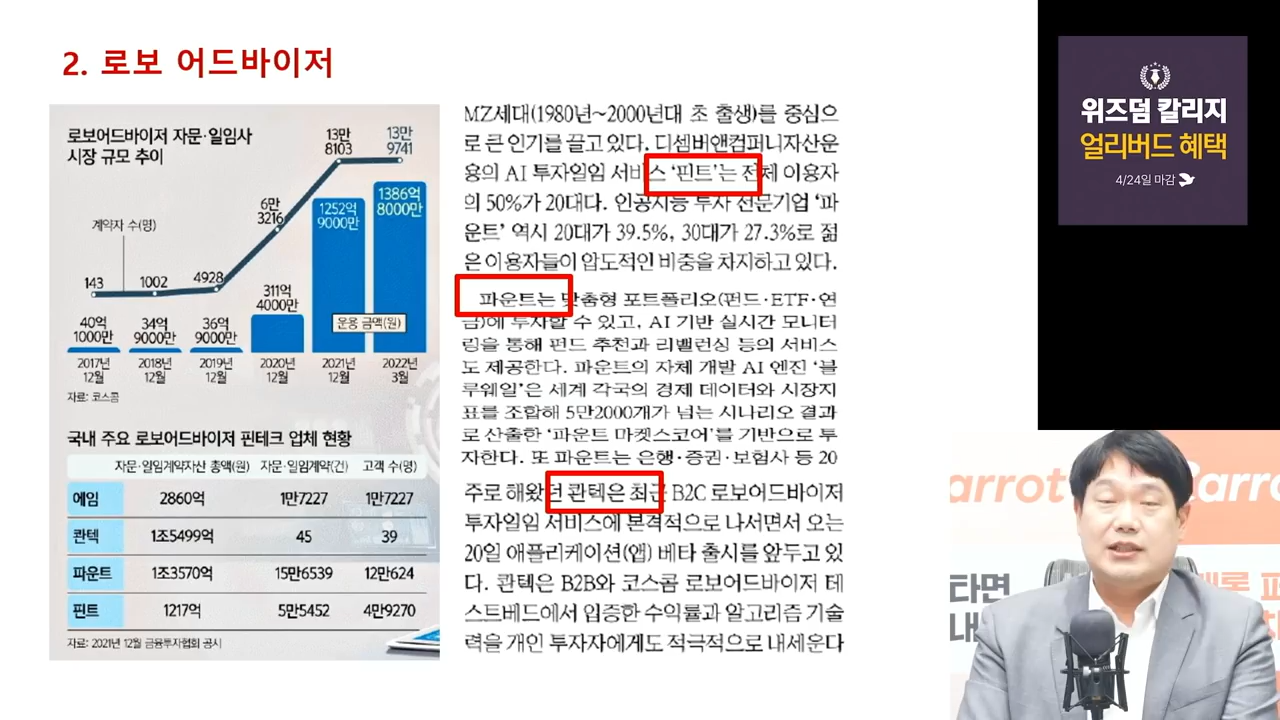 2. 로보 어드바이저
로보어드바이저 자문·일임사
시장 규모 추이
계약자 수(명)
143
1002
4928
6만
3216
13만
8103
13만
9741
40억
1000만
34억
9000만
36억
9000만
311억
4000만
1252억
9000만
1386억
8000만
운용 금액(원)
2017년
12월
2018년
12월
2019년
12월
2020년
12월
2021년
12월
2022년
3월
자료: 코스콤
국내 주요 로보어드바이저 핀테크 업체 현황
자문·일임계약자산 총액(원) 자문·일임계약(건) 고객 수(명)
에임 2860억 1만7227 1만7227
콴텍 1조5499억 45 39
파운트 1조3570억 15만6539 12만624
핀트 1217억 5만5452 4만9270
자료: 2021년 12월 금융투자협회 공시
MZ세대(1980년~2000년대 초 출생)를 중심으
로 큰 인기를 끌고 있다. 디셈버앤컴퍼니자산운
용의 AI 투자일임 서비스 ‘핀트’는 전체 이용자
의 50%가 20대다. 인공지능 투자 전문기업 ‘파
운트’ 역시 20대가 39.5%, 30대가 27.3%로 젊
은 이용자들이 압도적인 비중을 차지하고 있다.
파운트는 맞춤형 포트폴리오(펀드·ETF·연
금)에 투자할 수 있고, AI 기반 실시간 모니터
링을 통해 펀드 추천과 리밸런싱 등의 서비스
도 제공한다. 파운트의 자체 개발 AI 엔진 ‘블
루웨일’은 세계 각국의 경제 데이터와 시장지
표를 조합해 5만2000개가 넘는 시나리오 결과
로 산출한 ‘파운트 마켓스코어’를 기반으로 투
자한다. 또 파운트는 은행·증권·보험사 등 20
주로 해왔던 콴텍은 최근 B2C 로보어드바이저
투자일임 서비스에 본격적으로 나서면서 오는
20일 애플리케이션(앱) 베타 출시를 앞두고 있
다. 콴텍은 B2B와 코스콤 로보어드바이저 테
스트베드에서 입증한 수익률과 알고리즘 기술
력을 개인 투자자에게도 적극적으로 내세운다
위즈덤 칼리지
얼리버드 혜택
4/24일 마감
arrot
Carrot
타면
내